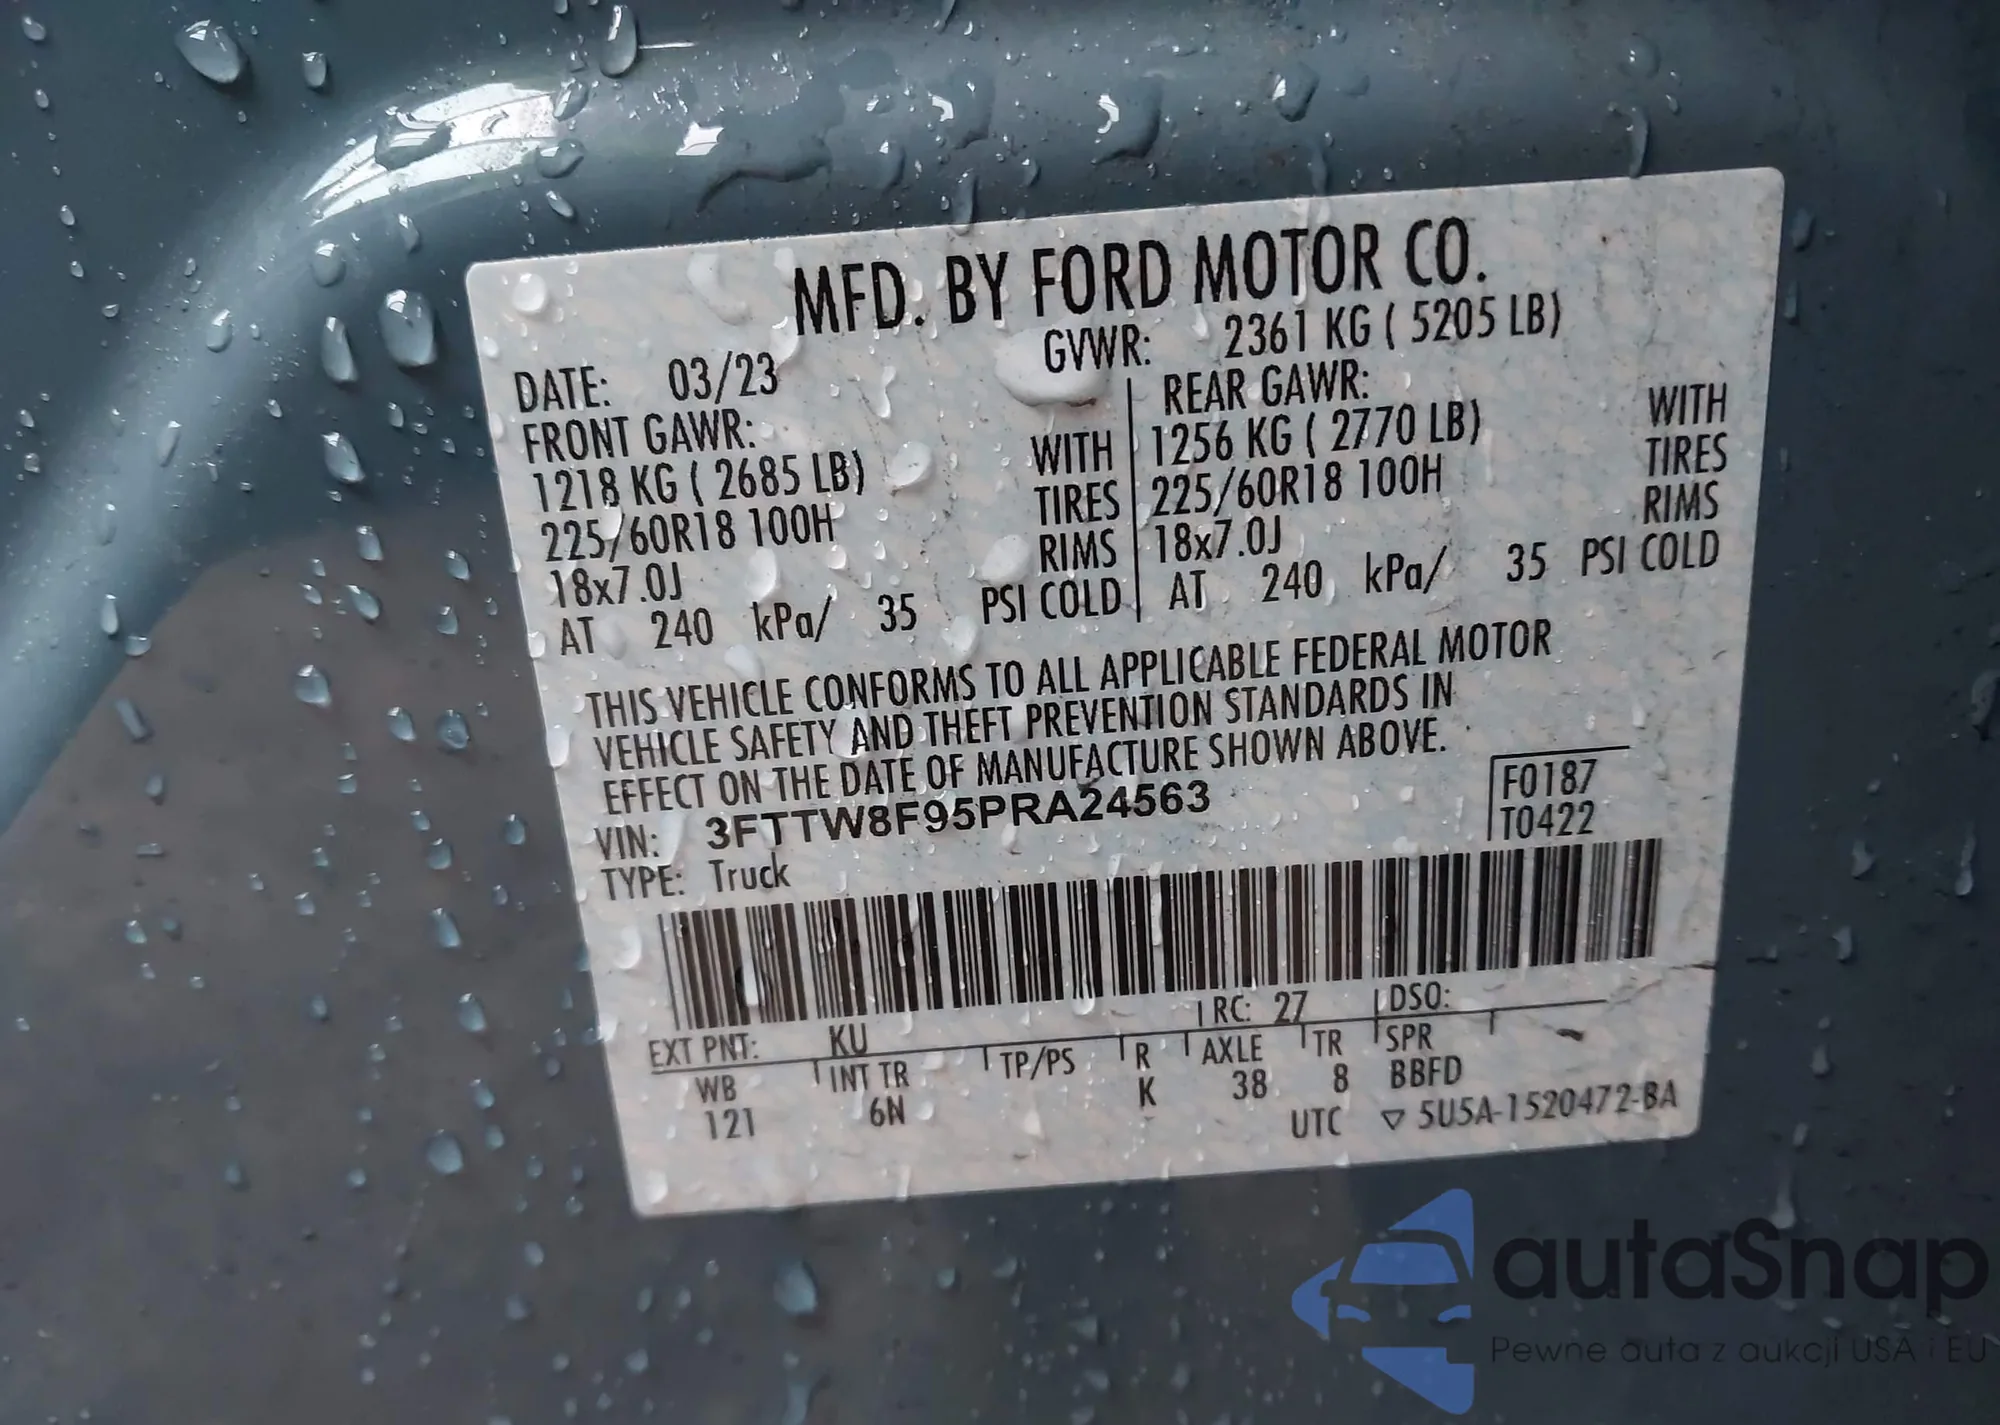 MFD. BY FORD MOTOR CO.
DATE: 03/23 GVWR: 2361 KG ( 5205 LB)
FRONT GAWR: REAR GAWR:
1218 KG ( 2685 LB) WITH 1256 KG ( 2770 LB) WITH
225/60R18 100H TIRES 225/60R18 100H TIRES
18x7.0J RIMS 18x7.0J RIMS
AT 240 kPa/ 35 PSI COLD AT 240 kPa/ 35 PSI COLD
THIS VEHICLE CONFORMS TO ALL APPLICABLE FEDERAL MOTOR
VEHICLE SAFETY AND THEFT PREVENTION STANDARDS IN
EFFECT ON THE DATE OF MANUFACTURE SHOWN ABOVE.
VIN: 3FTTW8F95PRA24563 F0187
TYPE: Truck T0422
EXT PNT: KU RC: 27 DSO:
WB INT TR TP/PS R AXLE TR SPR
121 6N K 38 8 BBFD
UTC ▽ 5U5A-1520472-BA
autaSnap
Pewne auta z aukcji USA i EU